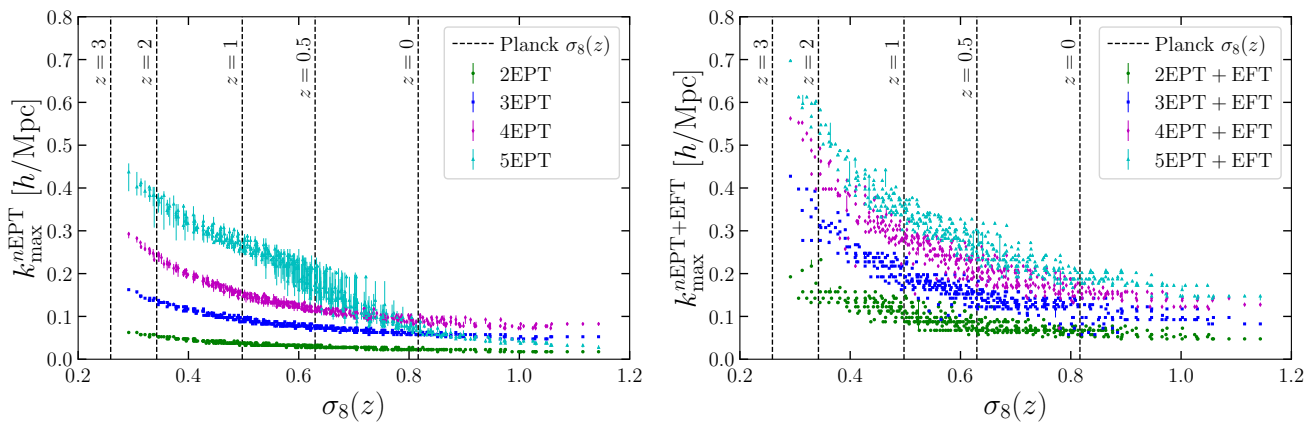 0.8
0.7
0.6
0.5
0.4
0.3
0.2
0.1
0.0
k_max^{nEPT} [h/Mpc]
z = 3
z = 2
z = 1
z = 0.5
z = 0
Planck σ₈(z)
2EPT
3EPT
4EPT
5EPT
0.2 0.4 0.6 0.8 1.0 1.2
σ₈(z)
0.8
0.7
0.6
0.5
0.4
0.3
0.2
0.1
0.0
k_max^{nEPT+EFT} [h/Mpc]
z = 3
z = 2
z = 1
z = 0.5
z = 0
Planck σ₈(z)
2EPT + EFT
3EPT + EFT
4EPT + EFT
5EPT + EFT
0.2 0.4 0.6 0.8 1.0 1.2
σ₈(z)